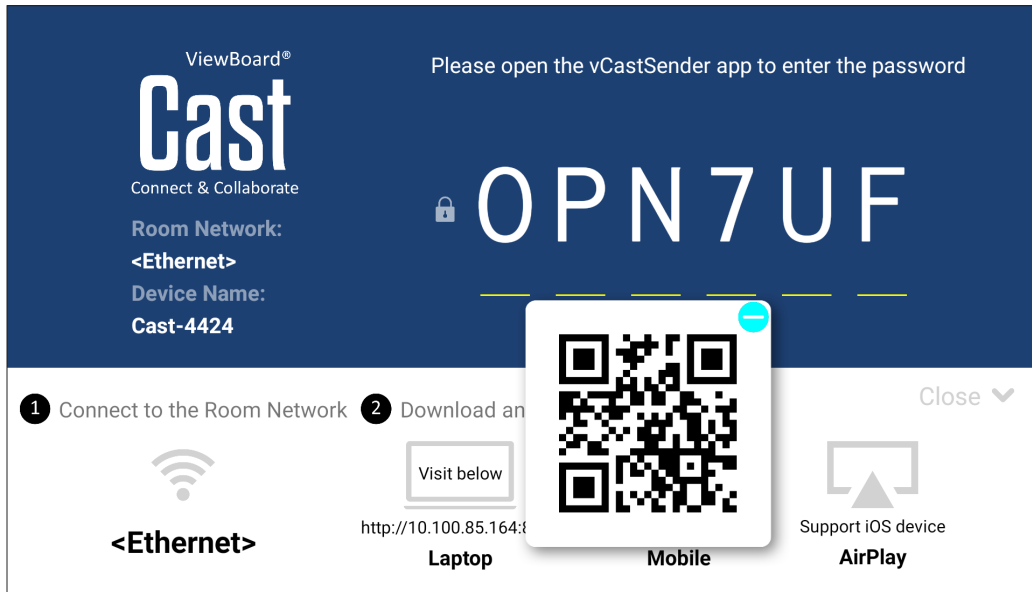 ViewBoard®
Cast
Connect & Collaborate
Room Network:
<Ethernet>
Device Name:
Cast-4424
Please open the vCastSender app to enter the password
OPN7UF
1 Connect to the Room Network
<Ethernet>
2 Download
Visit below
http://10.100.85.164:
Laptop
Mobile
Close
Support iOS device
AirPlay